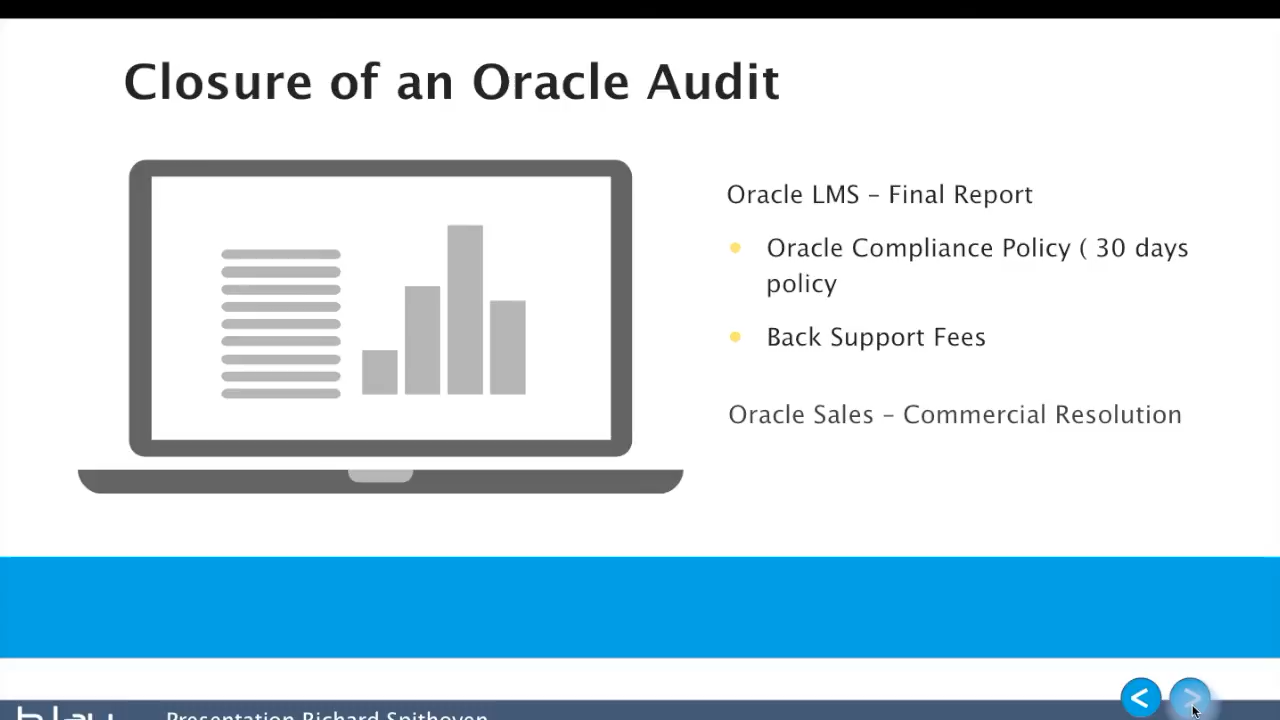 Closure of an Oracle Audit
Oracle LMS – Final Report
Oracle Compliance Policy ( 30 days
policy
Back Support Fees
Oracle Sales – Commercial Resolution
Presentation Richard Spithoven